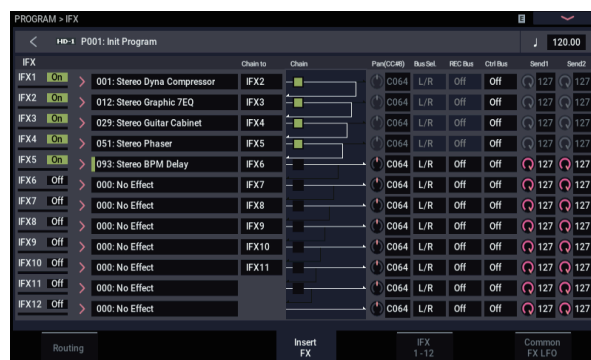 PROGRAM > IFX E
HD-1 P001: Init Program ♩ 120.00
IFX Chain to Chain Pan(CC#8) Bus Sel. REC Bus Ctrl Bus Send1 Send2
IFX1 On 001: Stereo Dyna Compressor IFX2 C064 L/R Off Off 127 127
IFX2 On 012: Stereo Graphic 7EQ IFX3 C064 L/R Off Off 127 127
IFX3 On 029: Stereo Guitar Cabinet IFX4 C064 L/R Off Off 127 127
IFX4 On 051: Stereo Phaser IFX5 C064 L/R Off Off 127 127
IFX5 On 093: Stereo BPM Delay IFX6 C064 L/R Off Off 127 127
IFX6 Off 000: No Effect IFX7 C064 L/R Off Off 127 127
IFX7 Off 000: No Effect IFX8 C064 L/R Off Off 127 127
IFX8 Off 000: No Effect IFX9 C064 L/R Off Off 127 127
IFX9 Off 000: No Effect IFX10 C064 L/R Off Off 127 127
IFX10 Off 000: No Effect IFX11 C064 L/R Off Off 127 127
IFX11 Off 000: No Effect C064 L/R Off Off 127 127
IFX12 Off 000: No Effect C064 L/R Off Off 127 127
Routing Insert FX IFX 1-12 Common FX LFO